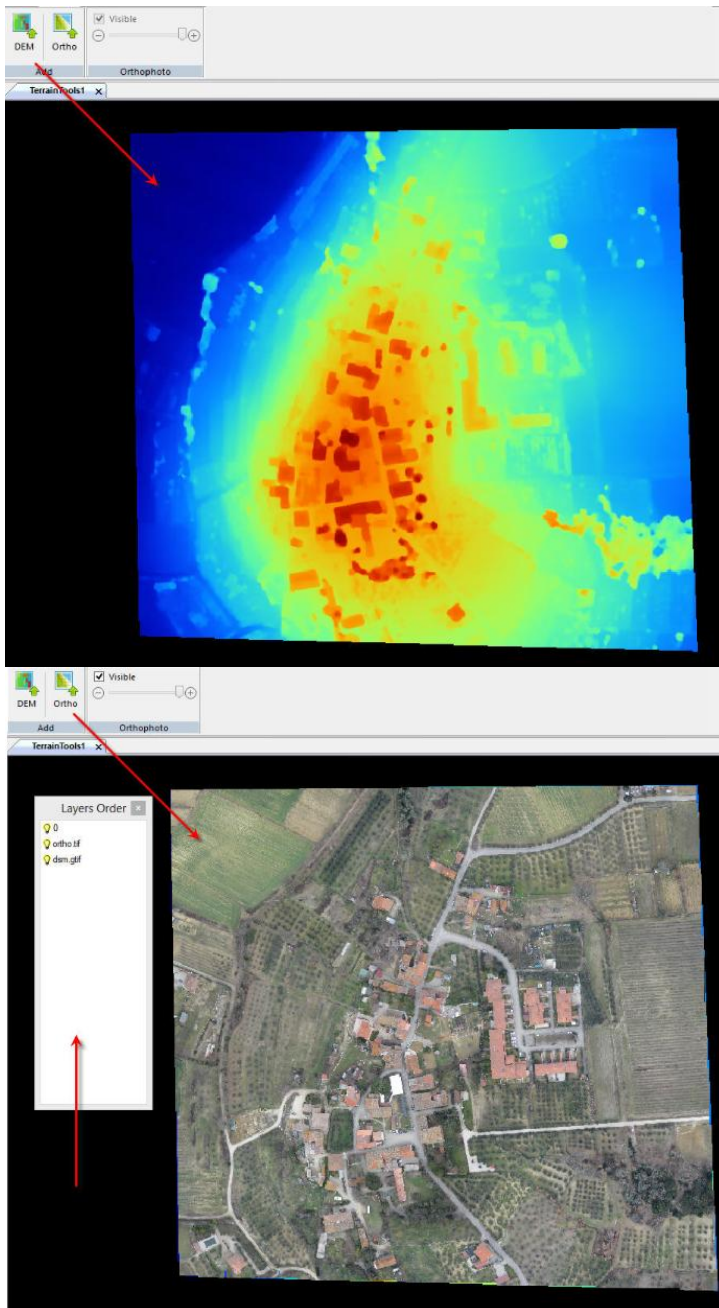 Visible
DEM Ortho
Add Orthophoto
TerrainTools1 x
Visible
DEM Ortho
Add Orthophoto
TerrainTools1 x
Layers Order x
0
ortho.tif
dsm.gtif